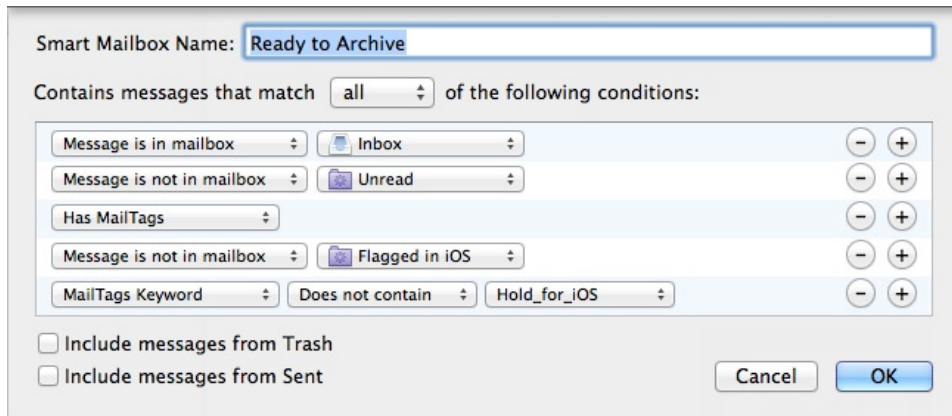 Smart Mailbox Name: Ready to Archive
Contains messages that match all of the following conditions:
Message is in mailbox Inbox
Message is not in mailbox Unread
Has MailTags
Message is not in mailbox Flagged in iOS
MailTags Keyword Does not contain Hold_for_iOS
Include messages from Trash
Include messages from Sent
Cancel OK